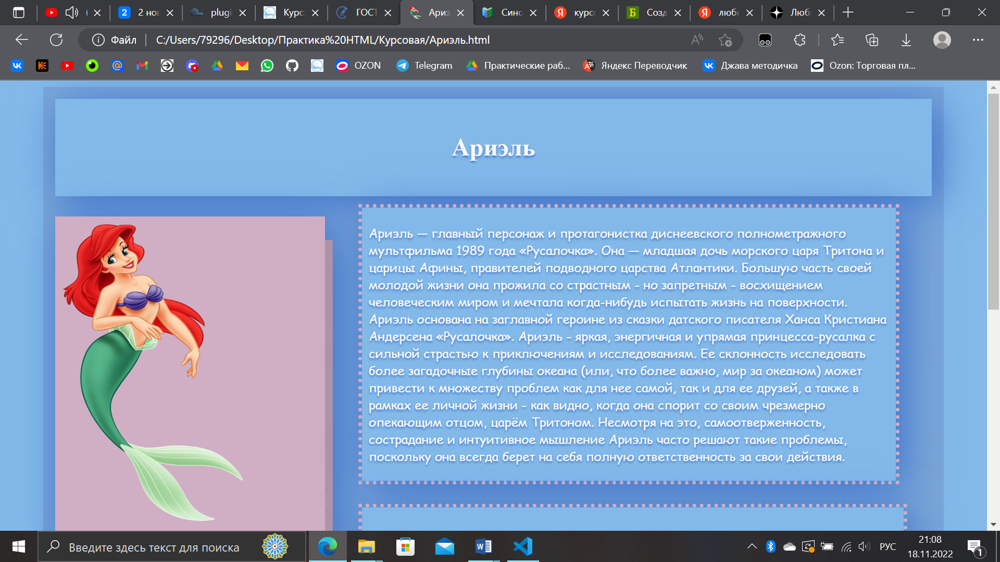 2 нов
plugi
Курс:
ГОСТ
Ариэ
Сино
курсо
Созд
люби
Люб
Файл
C:/Users/79296/Desktop/Практика%20HTML/Курсовая/Ариэль.html
OZON
Telegram
Практические раб...
Яндекс Переводчик
Джава методичка
Ozon: Торговая пл...
Ариэль
Ариэль — главный персонаж и протагонистка диснеевского полнометражного
мультфильма 1989 года «Русалочка». Она — младшая дочь морского царя Тритона и
царицы Афины, правителей подводного царства Атлантики. Большую часть своей
молодой жизни она прожила со страстным - но запретным - восхищением
человеческим миром и мечтала когда-нибудь испытать жизнь на поверхности.
Ариэль основана на заглавной героине из сказки датского писателя Ханса Кристиана
Андерсена «Русалочка». Ариэль - яркая, энергичная и упрямая принцесса-русалка с
сильной страстью к приключениям и исследованиям. Ее склонность исследовать
более загадочные глубины океана (или, что более важно, мир за океаном) может
привести к множеству проблем как для нее самой, так и для ее друзей, а также в
рамках ее личной жизни - как видно, когда она спорит со своим чрезмерно
опекающим отцом, царём Тритоном. Несмотря на это, самоотверженность,
сострадание и интуитивное мышление Ариэль часто решают такие проблемы,
поскольку она всегда берет на себя полную ответственность за свои действия.
Введите здесь текст для поиска
РУС
21:08
18.11.2022
1